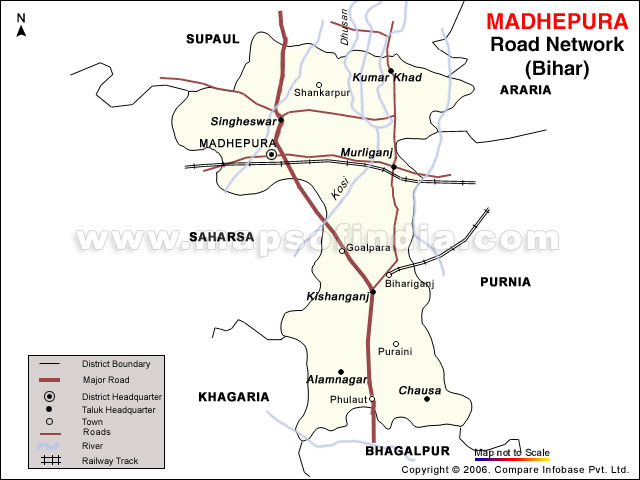 N
MADHEPURA
Road Network
(Bihar)
SUPAUL
Dhusan
Kumar Khad
ARARIA
Shankarpur
Singheswar
MADHEPURA
Murliganj
Kosi
SAHARSA
www.mapsofindia.com
Goalpara
Bihariganj
PURNIA
Kishanganj
Puraini
Alamnagar
Chausa
Phulaut
KHAGARIA
BHAGALPUR
District Boundary
Major Road
District Headquarter
Taluk Headquarter
Town
Roads
River
Railway Track
Map not to Scale
Copyright © 2006. Compare Infobase Pvt. Ltd.